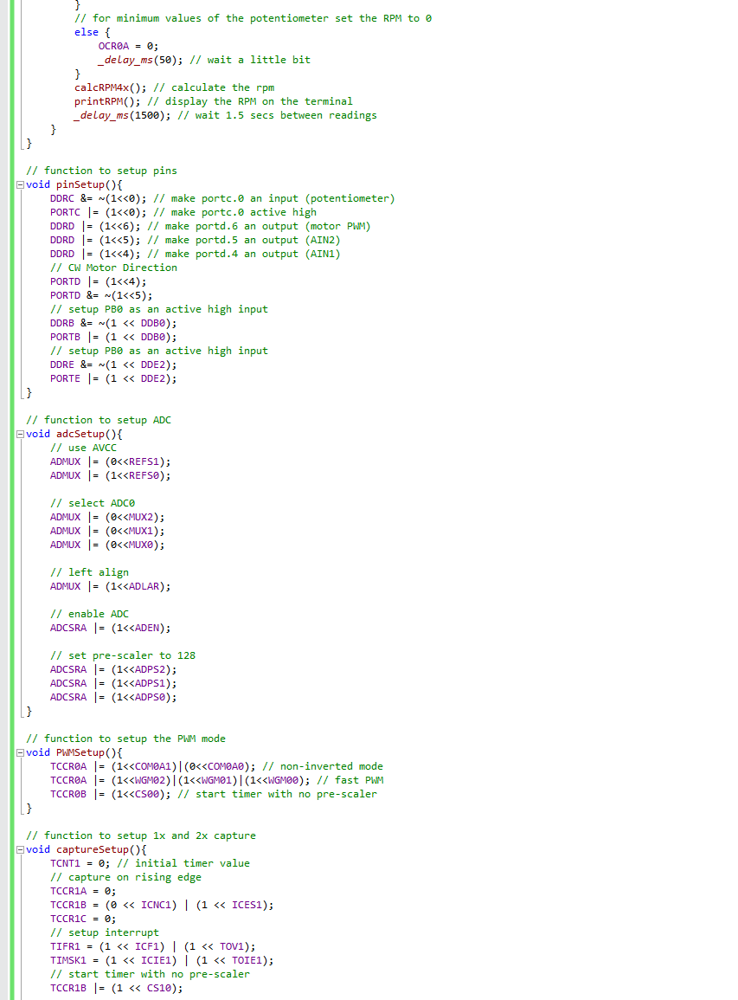 }
        // for minimum values of the potentiometer set the RPM to 0
        else {
            OCR0A = 0;
            _delay_ms(50); // wait a little bit
        }
        calcRPM4x(); // calculate the rpm
        printRPM(); // display the RPM on the terminal
        _delay_ms(1500); // wait 1.5 secs between readings
    }
}

// function to setup pins
void pinSetup(){
    DDRC &= ~(1<<0); // make portc.0 an input (potentiometer)
    PORTC |= (1<<0); // make portc.0 active high
    DDRD |= (1<<6); // make portd.6 an output (motor PWM)
    DDRD |= (1<<5); // make portd.5 an output (AIN2)
    DDRD |= (1<<4); // make portd.4 an output (AIN1)
    // CW Motor Direction
    PORTD |= (1<<4);
    PORTD &= ~(1<<5);
    // setup PB0 as an active high input
    DDRB &= ~(1 << DDB0);
    PORTB |= (1 << DDB0);
    // setup PB0 as an active high input
    DDRE &= ~(1 << DDE2);
    PORTE |= (1 << DDE2);
}

// function to setup ADC
void adcSetup(){
    // use AVCC
    ADMUX |= (0<<REFS1);
    ADMUX |= (1<<REFS0);

    // select ADC0
    ADMUX |= (0<<MUX2);
    ADMUX |= (0<<MUX1);
    ADMUX |= (0<<MUX0);

    // left align
    ADMUX |= (1<<ADLAR);

    // enable ADC
    ADCSRA |= (1<<ADEN);

    // set pre-scaler to 128
    ADCSRA |= (1<<ADPS2);
    ADCSRA |= (1<<ADPS1);
    ADCSRA |= (1<<ADPS0);
}

// function to setup the PWM mode
void PWMSetup(){
    TCCR0A |= (1<<COM0A1)|(0<<COM0A0); // non-inverted mode
    TCCR0A |= (1<<WGM02)|(1<<WGM01)|(1<<WGM00); // fast PWM
    TCCR0B |= (1<<CS00); // start timer with no pre-scaler
}

// function to setup 1x and 2x capture
void captureSetup(){
    TCNT1 = 0; // initial timer value
    // capture on rising edge
    TCCR1A = 0;
    TCCR1B = (0 << ICNC1) | (1 << ICES1);
    TCCR1C = 0;
    // setup interrupt
    TIFR1 = (1 << ICF1) | (1 << TOV1);
    TIMSK1 = (1 << ICIE1) | (1 << TOIE1);
    // start timer with no pre-scaler
    TCCR1B |= (1 << CS10);